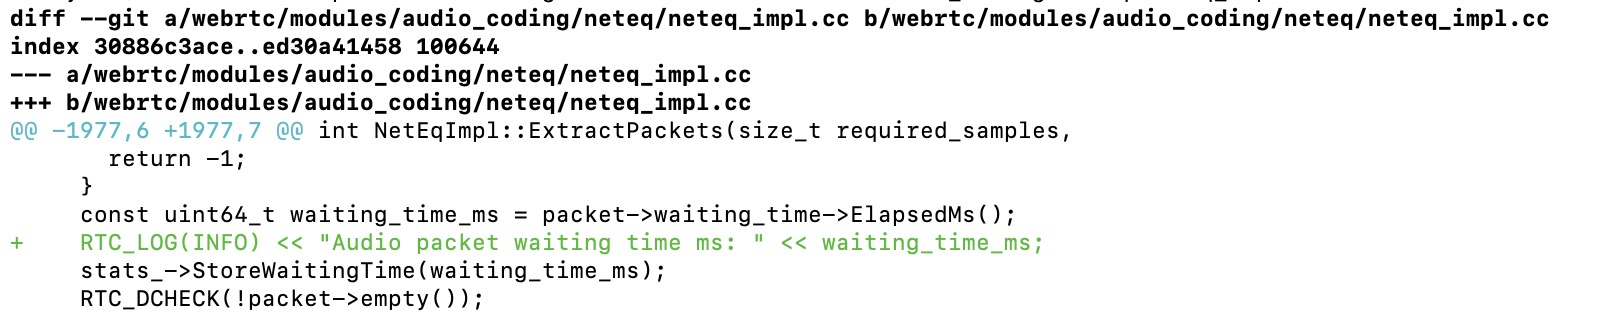 diff --git a/webrtc/modules/audio_coding/neteq/neteq_impl.cc b/webrtc/modules/audio_coding/neteq/neteq_impl.cc
index 30886c3ace..ed30a41458 100644
--- a/webrtc/modules/audio_coding/neteq/neteq_impl.cc
+++ b/webrtc/modules/audio_coding/neteq/neteq_impl.cc
@@ -1977,6 +1977,7 @@ int NetEqImpl::ExtractPackets(size_t required_samples,
       return -1;
     }
     const uint64_t waiting_time_ms = packet->waiting_time->ElapsedMs();
+    RTC_LOG(INFO) << "Audio packet waiting time ms: " << waiting_time_ms;
     stats_->StoreWaitingTime(waiting_time_ms);
     RTC_DCHECK(!packet->empty());